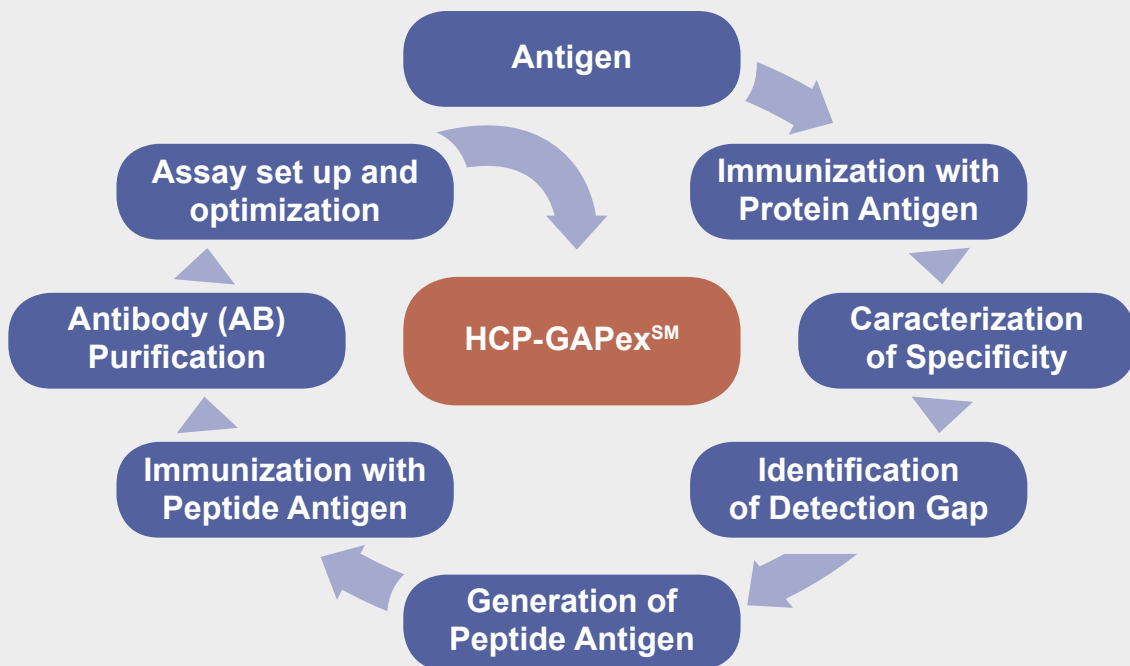 Antigen
Immunization with
Protein Antigen
Caracterization
of Specificity
Identification
of Detection Gap
Generation of
Peptide Antigen
Immunization with
Peptide Antigen
Antibody (AB)
Purification
Assay set up and
optimization
HCP-GAPex℠